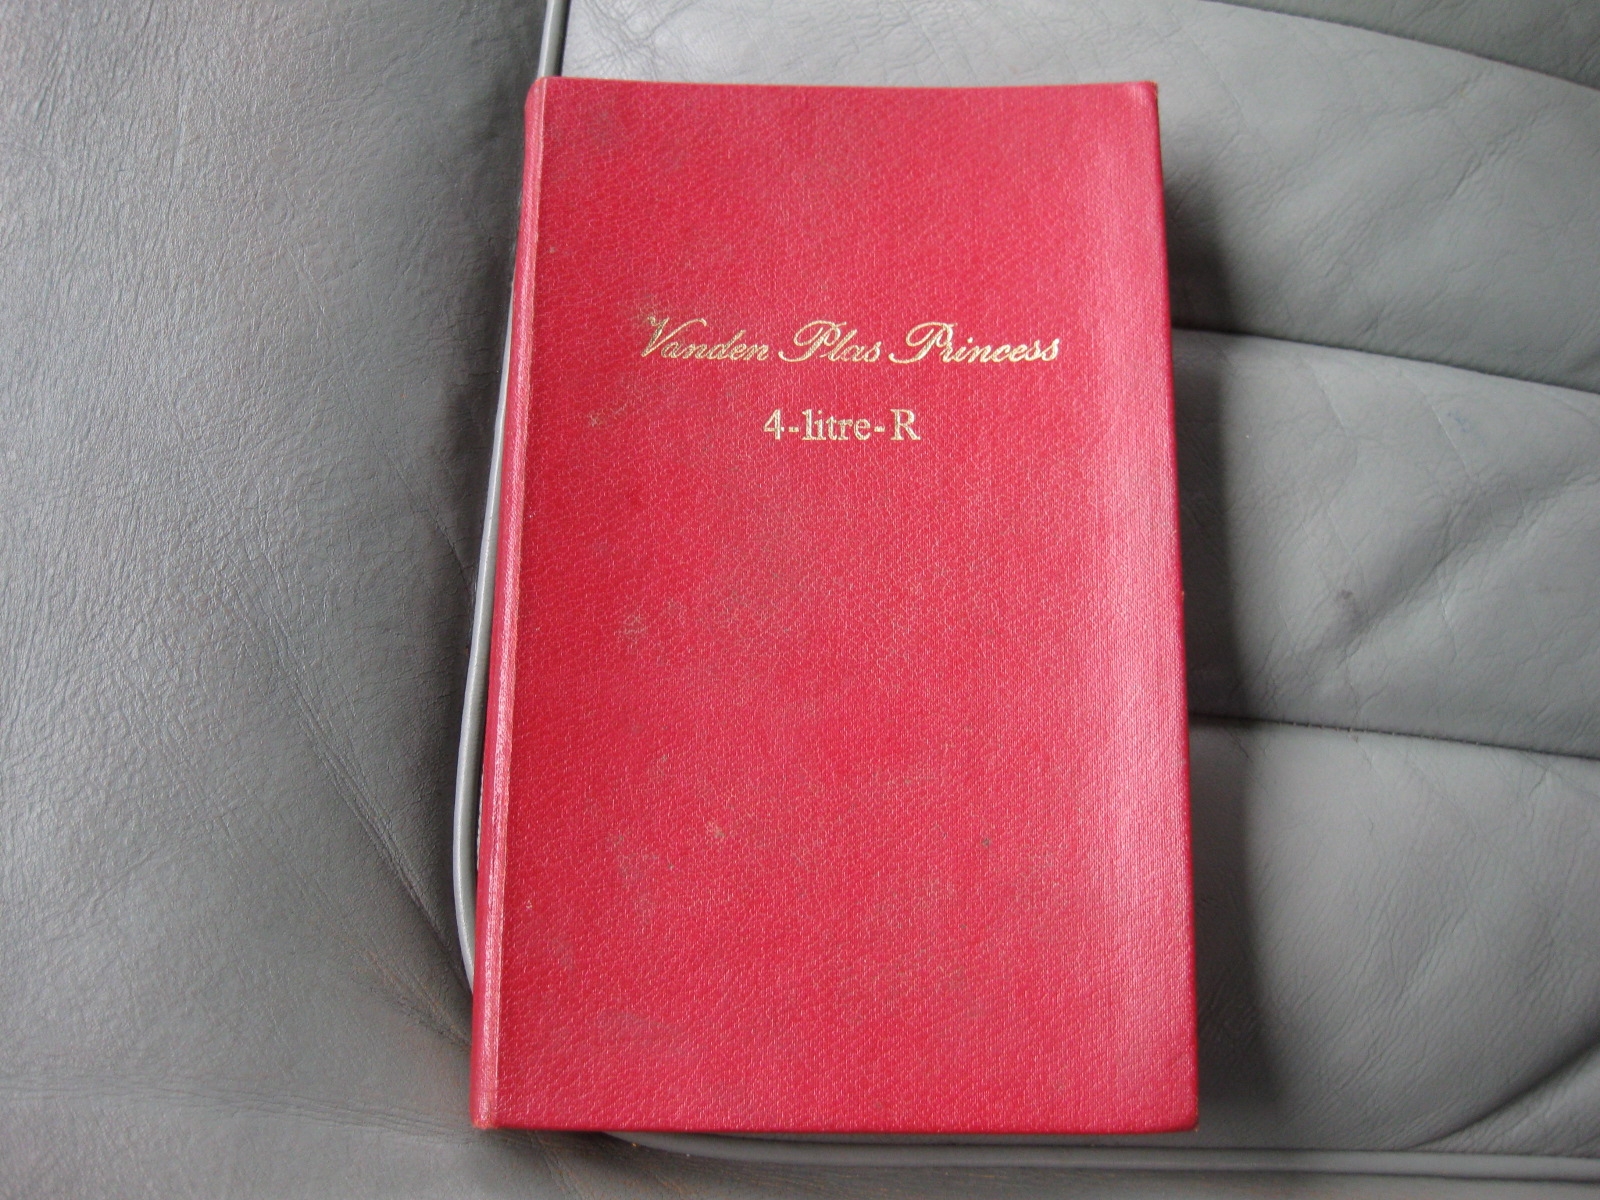 Vanden Plas Princess
4-litre-R